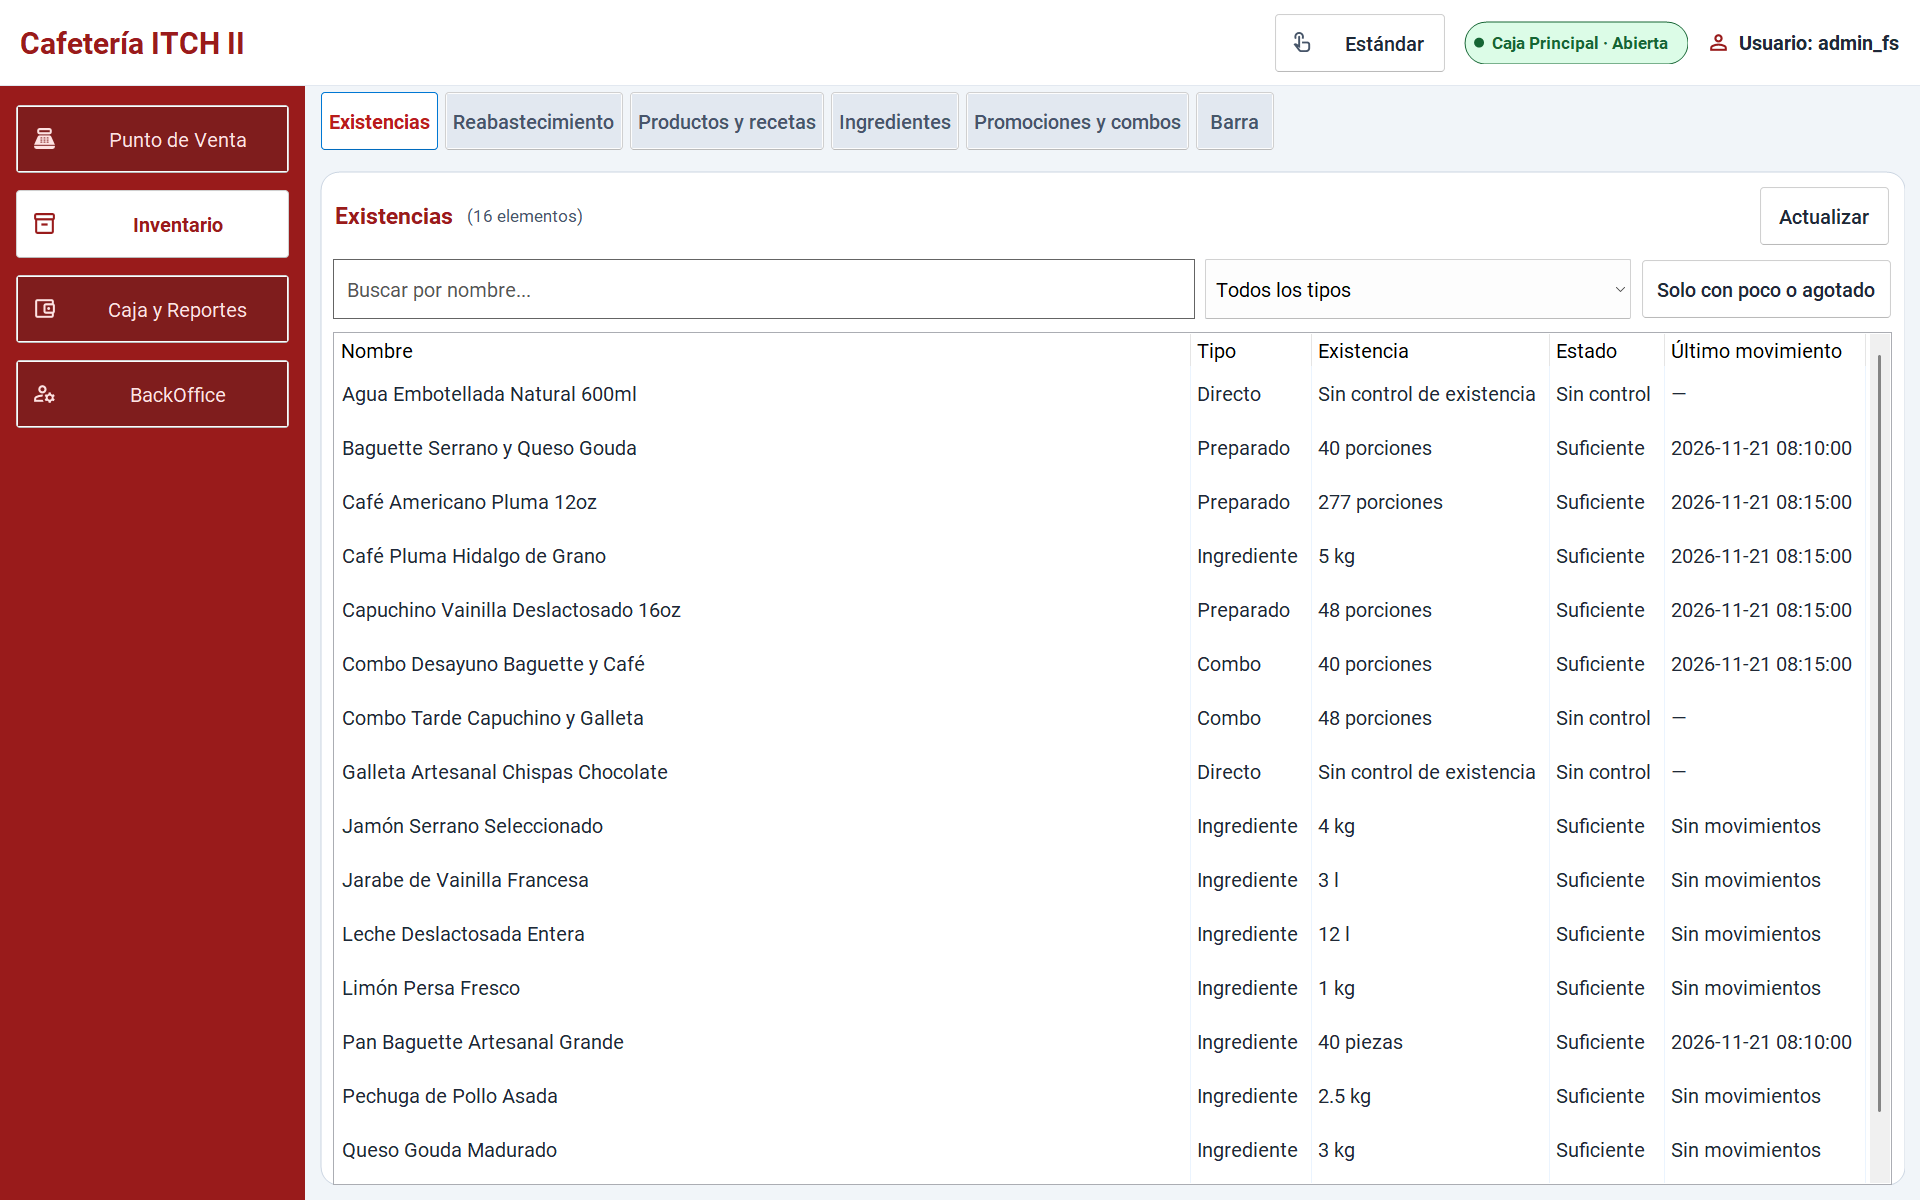 Cafetería ITCH II
Estándar
Caja Principal · Abierta
Usuario: admin_fs
Punto de Venta
Inventario
Caja y Reportes
BackOffice
Existencias Reabastecimiento Productos y recetas Ingredientes Promociones y combos Barra
Existencias (16 elementos)
Actualizar
Buscar por nombre...
Todos los tipos
Solo con poco o agotado
Nombre Tipo Existencia Estado Último movimiento
Agua Embotellada Natural 600ml Directo Sin control de existencia Sin control —
Baguette Serrano y Queso Gouda Preparado 40 porciones Suficiente 2026-11-21 08:10:00
Café Americano Pluma 12oz Preparado 277 porciones Suficiente 2026-11-21 08:15:00
Café Pluma Hidalgo de Grano Ingrediente 5 kg Suficiente 2026-11-21 08:15:00
Capuchino Vainilla Deslactosado 16oz Preparado 48 porciones Suficiente 2026-11-21 08:15:00
Combo Desayuno Baguette y Café Combo 40 porciones Suficiente 2026-11-21 08:15:00
Combo Tarde Capuchino y Galleta Combo 48 porciones Sin control —
Galleta Artesanal Chispas Chocolate Directo Sin control de existencia Sin control —
Jamón Serrano Seleccionado Ingrediente 4 kg Suficiente Sin movimientos
Jarabe de Vainilla Francesa Ingrediente 3 l Suficiente Sin movimientos
Leche Deslactosada Entera Ingrediente 12 l Suficiente Sin movimientos
Limón Persa Fresco Ingrediente 1 kg Suficiente Sin movimientos
Pan Baguette Artesanal Grande Ingrediente 40 piezas Suficiente 2026-11-21 08:10:00
Pechuga de Pollo Asada Ingrediente 2.5 kg Suficiente Sin movimientos
Queso Gouda Madurado Ingrediente 3 kg Suficiente Sin movimientos